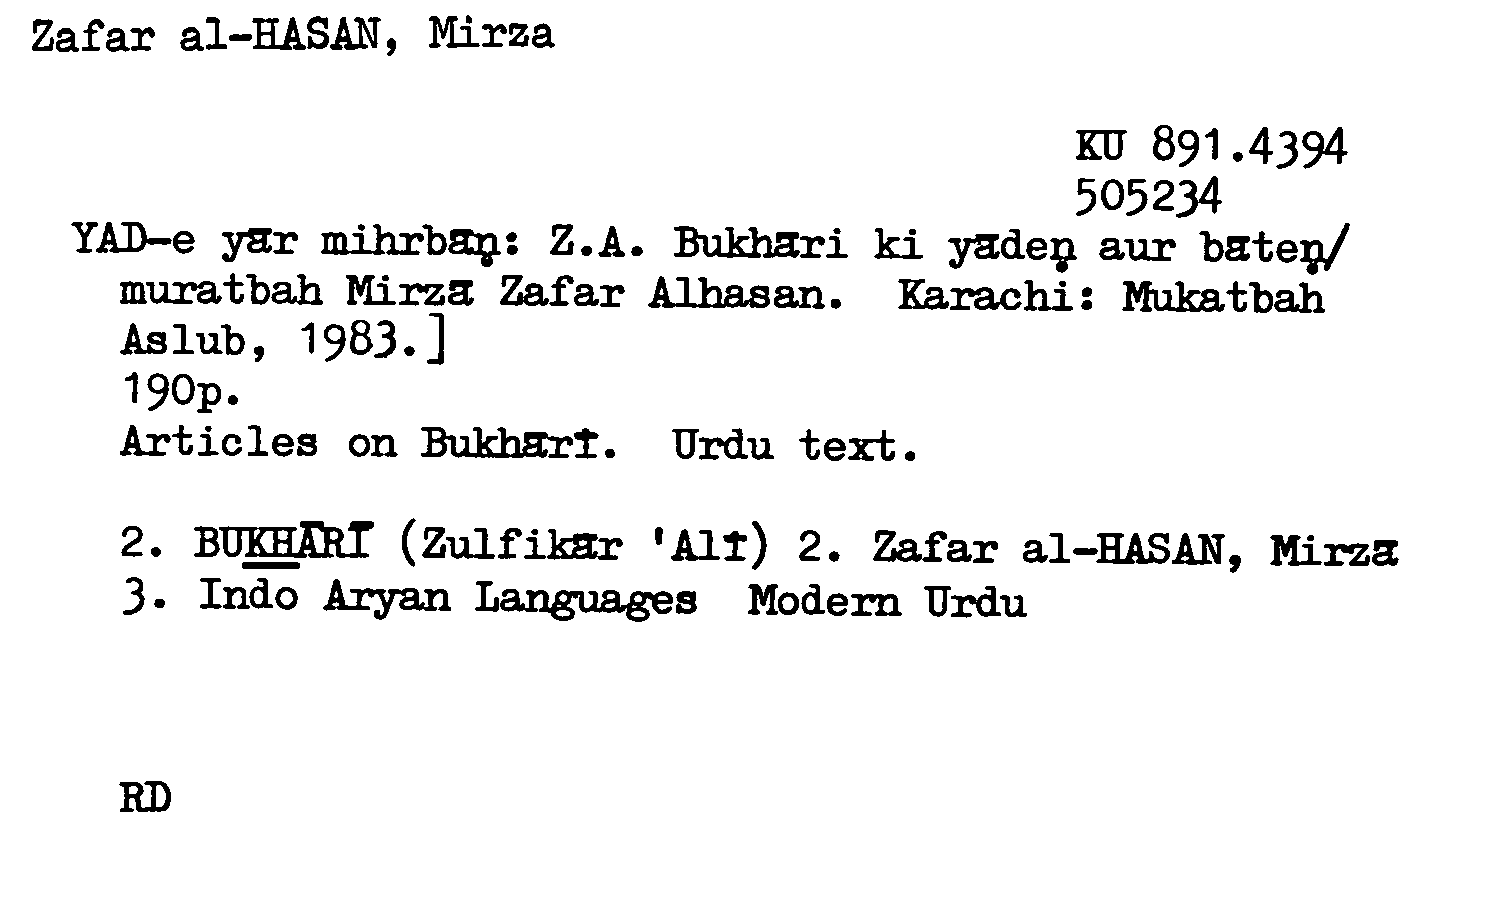 Zafar al-HASAN, Mirza
KU 891.4394
505234
YAD-e yār mihrbāṇ: Z.A. Bukhāri ki yādeṇ aur bāteṇ/
muratbah Mirzā Zafar Alhasan. Karachi: Mukatbah
Aslub, 1983.]
190p.
Articles on Bukhārī. Urdu text.
2. BUKHĀRĪ (Zulfikār 'Alī) 2. Zafar al-HASAN, Mirzā
3. Indo Aryan Languages Modern Urdu
RD